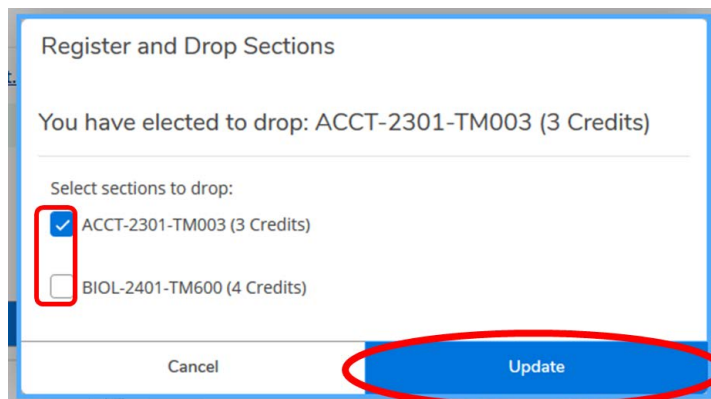 t.
Register and Drop Sections
You have elected to drop: ACCT-2301-TM003 (3 Credits)
Select sections to drop:
ACCT-2301-TM003 (3 Credits)
BIOL-2401-TM600 (4 Credits)
Cancel
Update